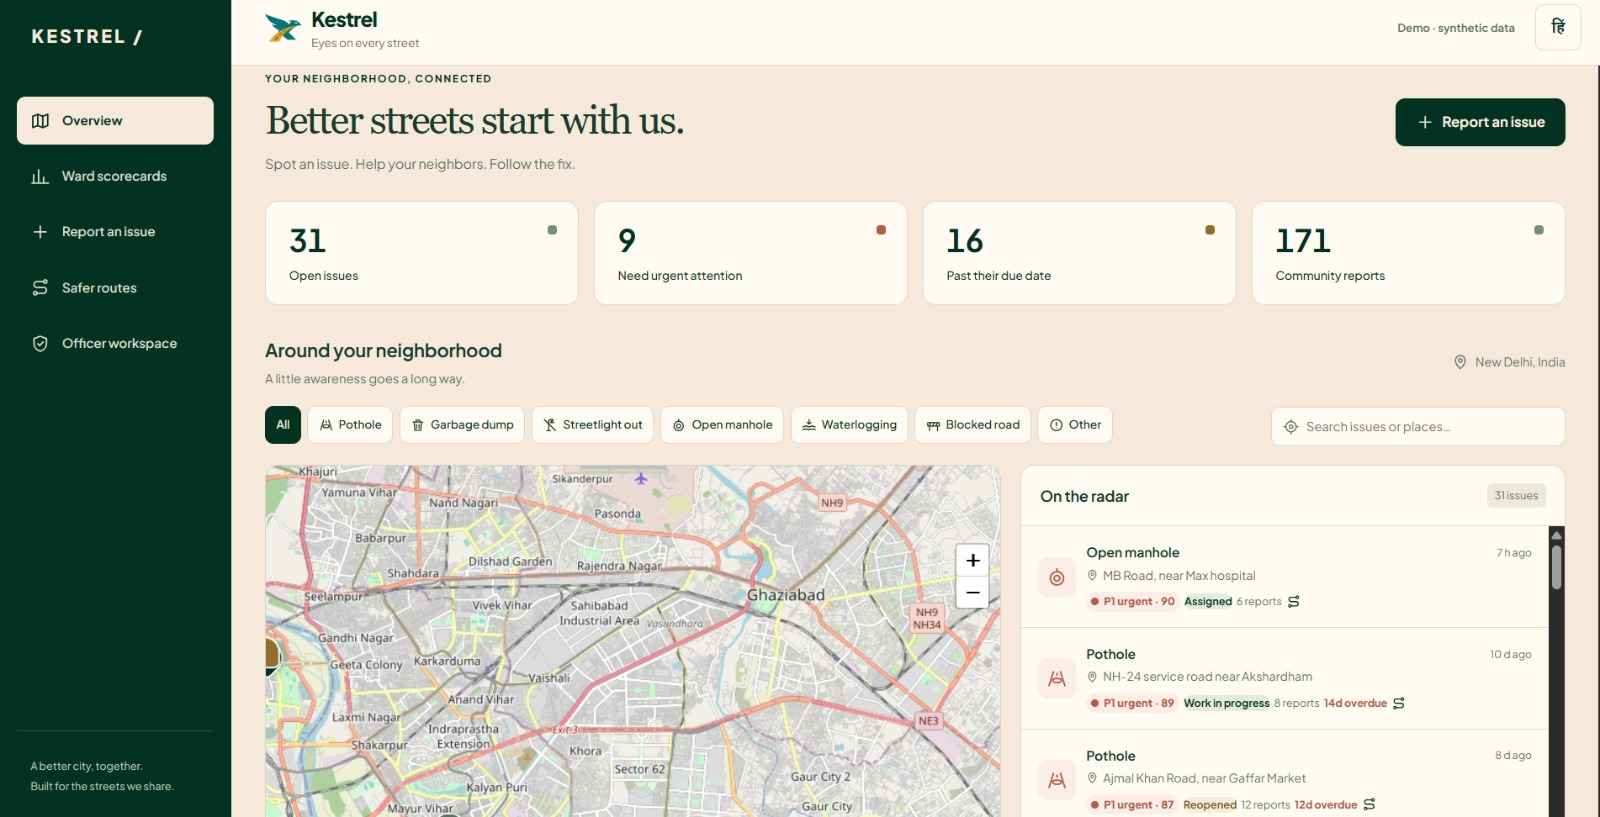 KESTREL /
Overview
Ward scorecards
Report an issue
Safer routes
Officer workspace
A better city, together.
Built for the streets we share.
Kestrel
Eyes on every street
Demo · synthetic data
हिं
YOUR NEIGHBORHOOD, CONNECTED
Better streets start with us.
Spot an issue. Help your neighbors. Follow the fix.
Report an issue
31
Open issues
9
Need urgent attention
16
Past their due date
171
Community reports
Around your neighborhood
A little awareness goes a long way.
New Delhi, India
All
Pothole
Garbage dump
Streetlight out
Open manhole
Waterlogging
Blocked road
Other
Search issues or places...
Khajuri
Sikanderpur
Yamuna Vihar
Nand Nagari
NH9
Pasonda
Babarpur
Dilshad Garden
Rajendra Nagar
Shahdara
Seelampur
Ghaziabad
Vivek Vihar
Sahibabad
Industrial Area
Vasundhara
NH9
NH34
Gandhi Nagar
Geeta Colony
Karkarduma
Vaishali
Anand Vihar
Laxmi Nagar
Indraprastha
Extension
Exit 3
NE3
Shakarpur
Khora
Sector 62
Gaur City 2
Kalyan Puri
Mayur Vihar
Gaur City
+
−
On the radar
31 issues
Open manhole
7 h ago
MB Road, near Max hospital
P1 urgent · 90 Assigned 6 reports
Pothole
10 d ago
NH-24 service road near Akshardham
P1 urgent · 89 Work in progress 8 reports 14d overdue
Pothole
8 d ago
Ajmal Khan Road, near Gaffar Market
P1 urgent · 87 Reopened 12 reports 12d overdue